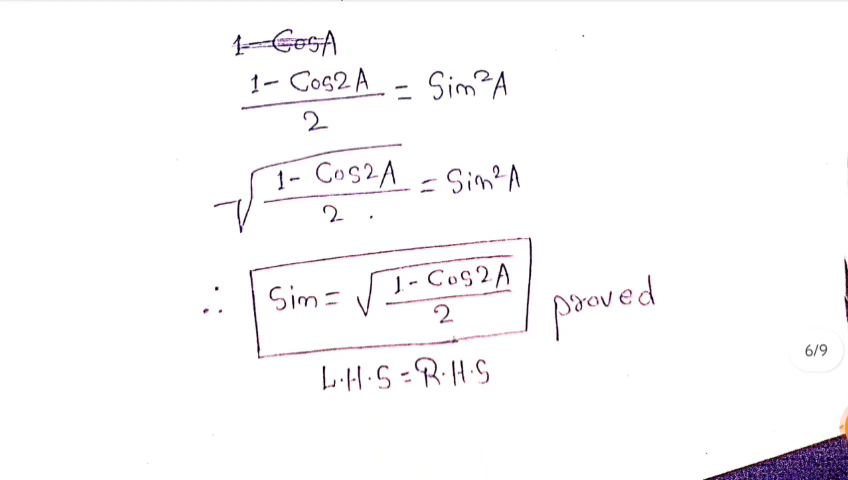 1-CosA
1-Cos2A/2 = Sin²A
√(1-Cos2A/2) = Sin²A
∴ Sin = √(1-Cos2A/2) proved
L.H.S = R.H.S
6/9